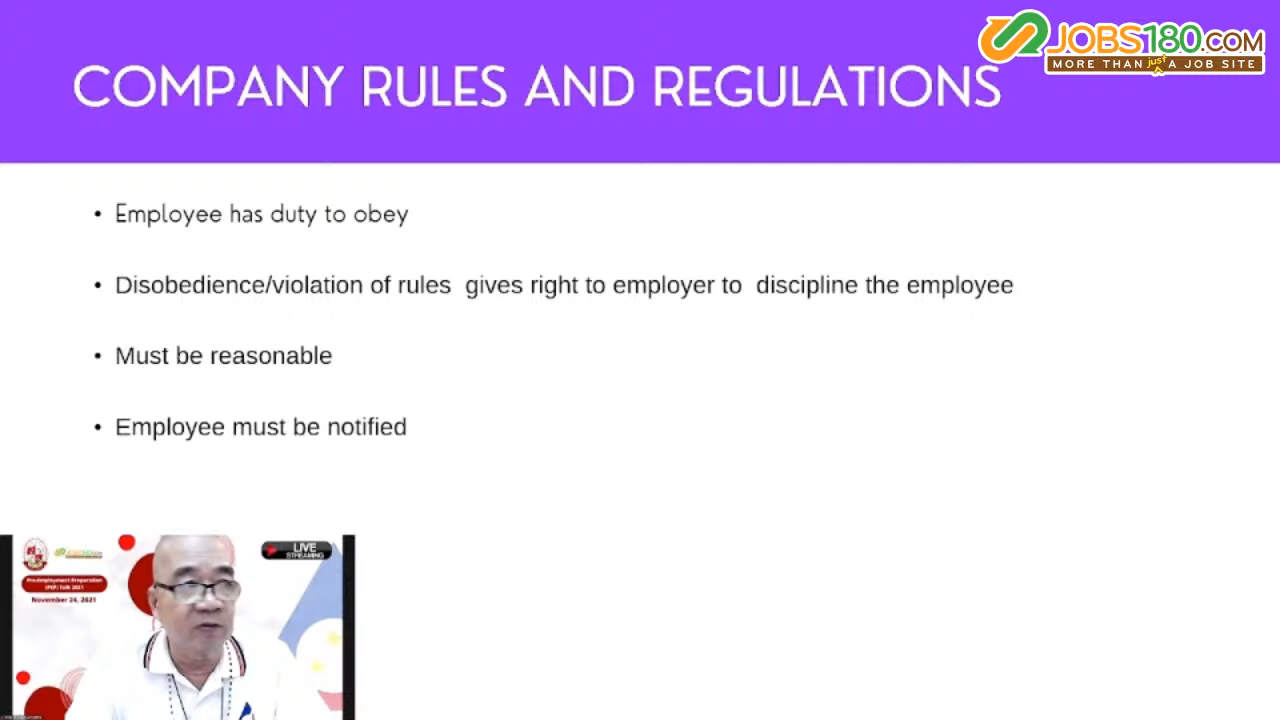 JOBS180.COM
MORE THAN just A JOB SITE
COMPANY RULES AND REGULATIONS
• Employee has duty to obey
• Disobedience/violation of rules gives right to employer to discipline the employee
• Must be reasonable
• Employee must be notified
LIVE
STREAMING
JOBS180.COM
Pre-Employment Preparation
(PEP) Talk 2021
November 24, 2021